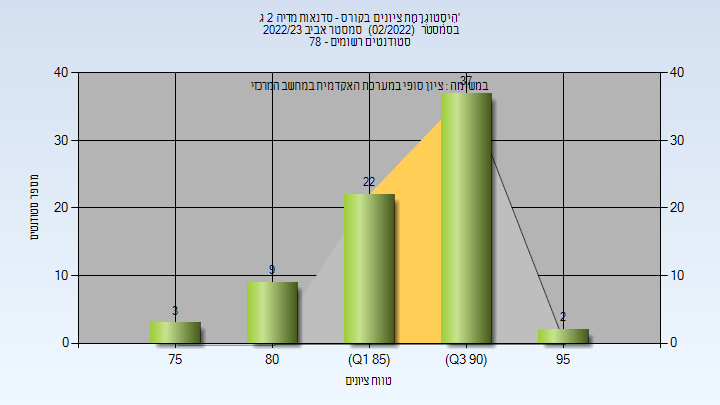 היסטוגרמת ציונים בקורס - סדנאות מדיה 2 ג'
בסמסטר (02/2022) סמסטר אביב 2022/23
סטודנטים רשומים - 78
במשימה : ציון סופי במערכת האקדמית במחשב המרכזי
40
30
20
10
0
40
30
20
10
0
מספר סטודנטים
3
9
22
37
2
75
80
(Q1 85)
(Q3 90)
95
טווח ציונים